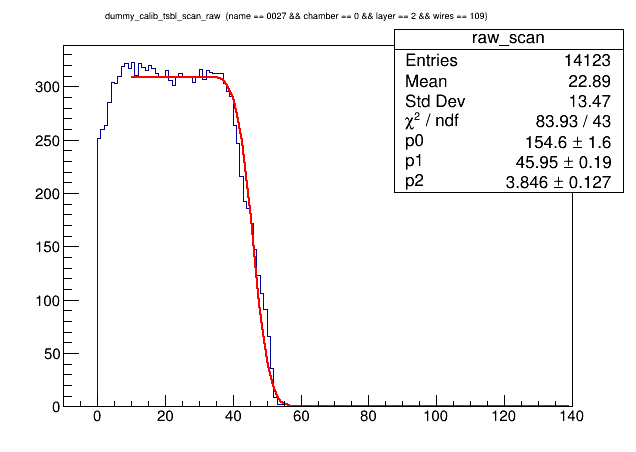 dummy_calib_tsbl_scan_raw (name == 0027 && chamber == 0 && layer == 2 && wires == 109)
raw_scan
Entries 14123
Mean 22.89
Std Dev 13.47
χ² / ndf 83.93 / 43
p0 154.6 ± 1.6
p1 45.95 ± 0.19
p2 3.846 ± 0.127
300
250
200
150
100
50
0
0 20 40 60 80 100 120 140